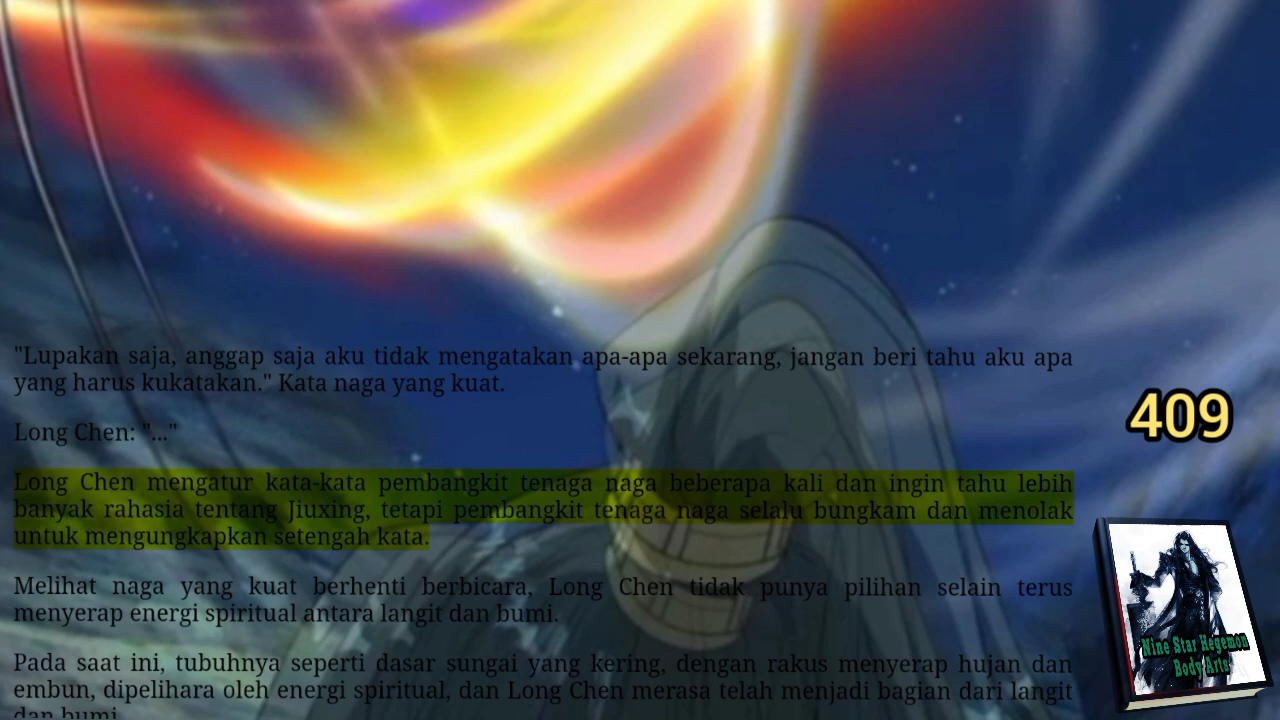 "Lupakan saja, anggap saja aku tidak mengatakan apa-apa sekarang, jangan beri tahu aku apa
yang harus kukatakan." Kata naga yang kuat.
Long Chen: "..."
Long Chen mengatur kata-kata pembangkit tenaga naga beberapa kali dan ingin tahu lebih
banyak rahasia tentang Jiuxing, tetapi pembangkit tenaga naga selalu bungkam dan menolak
untuk mengungkapkan setengah kata.
Melihat naga yang kuat berhenti berbicara, Long Chen tidak punya pilihan selain terus
menyerap energi spiritual antara langit dan bumi.
Pada saat ini, tubuhnya seperti dasar sungai yang kering, dengan rakus menyerap hujan dan
embun, dipelihara oleh energi spiritual, dan Long Chen merasa telah menjadi bagian dari langit
dan bumi.
409
Nine Star Hegemon
Body Arts